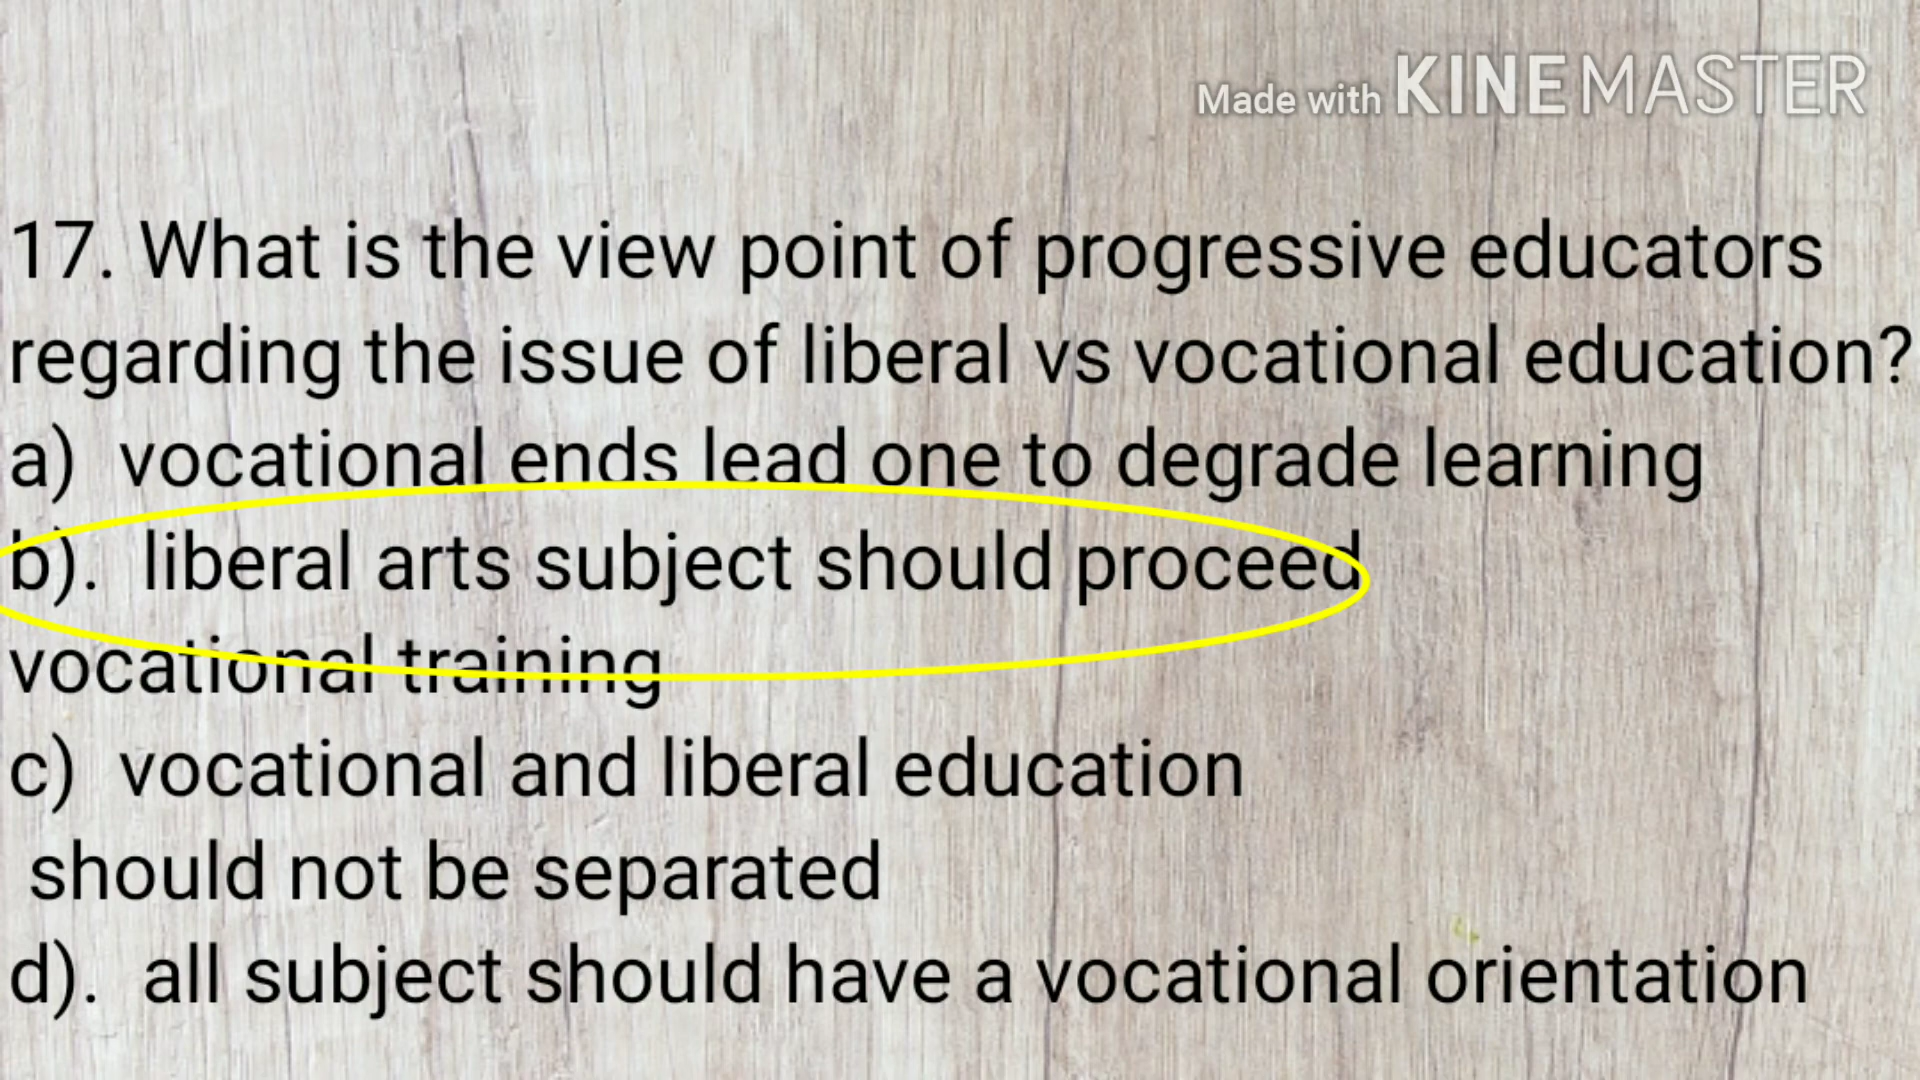 Made with KINEMASTER
17. What is the view point of progressive educators
regarding the issue of liberal vs vocational education?
a) vocational ends lead one to degrade learning
b). liberal arts subject should proceed
vocational training
c) vocational and liberal education
should not be separated
d). all subject should have a vocational orientation